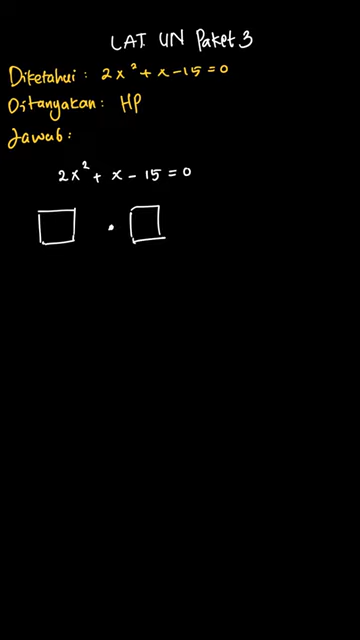 LAT UN Paket 3
Diketahui : 2x² + x - 15 = 0
Ditanyakan : HP
Jawab :
2x² + x - 15 = 0
□ . □